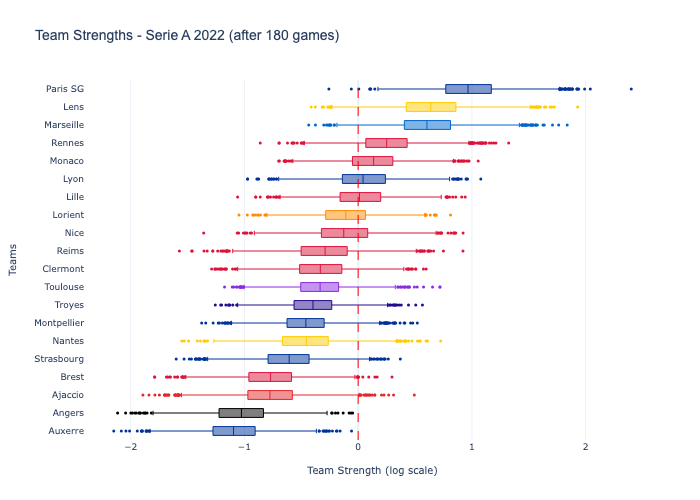 Team Strengths - Serie A 2022 (after 180 games)
Paris SG
Lens
Marseille
Rennes
Monaco
Lyon
Lille
Lorient
Nice
Reims
Clermont
Toulouse
Troyes
Montpellier
Nantes
Strasbourg
Brest
Ajaccio
Angers
Auxerre
Teams
−2 −1 0 1 2
Team Strength (log scale)